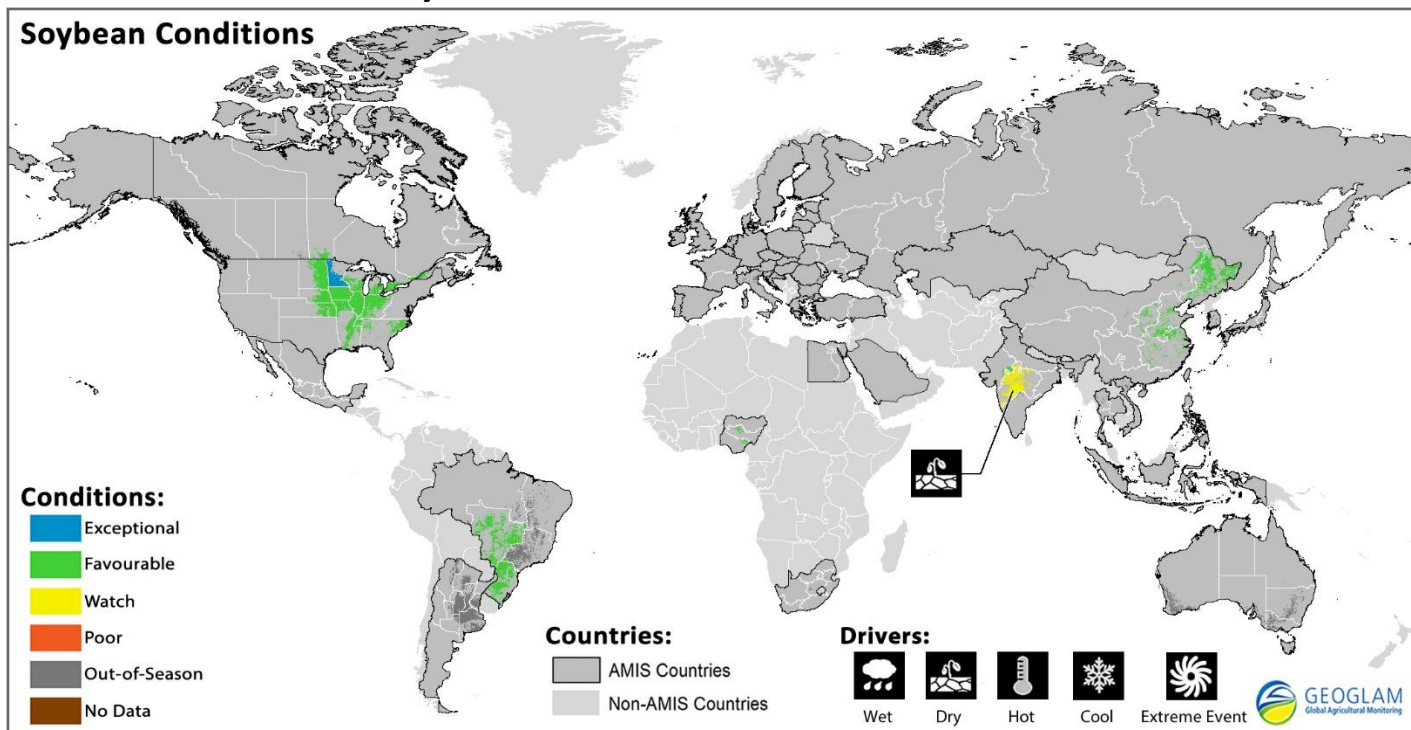 Soybean Conditions
Conditions:
Exceptional
Favourable
Watch
Poor
Out-of-Season
No Data
Countries:
AMIS Countries
Non-AMIS Countries
Drivers:
Wet
Dry
Hot
Cool
Extreme Event
GEOGLAM
Global Agricultural Monitoring